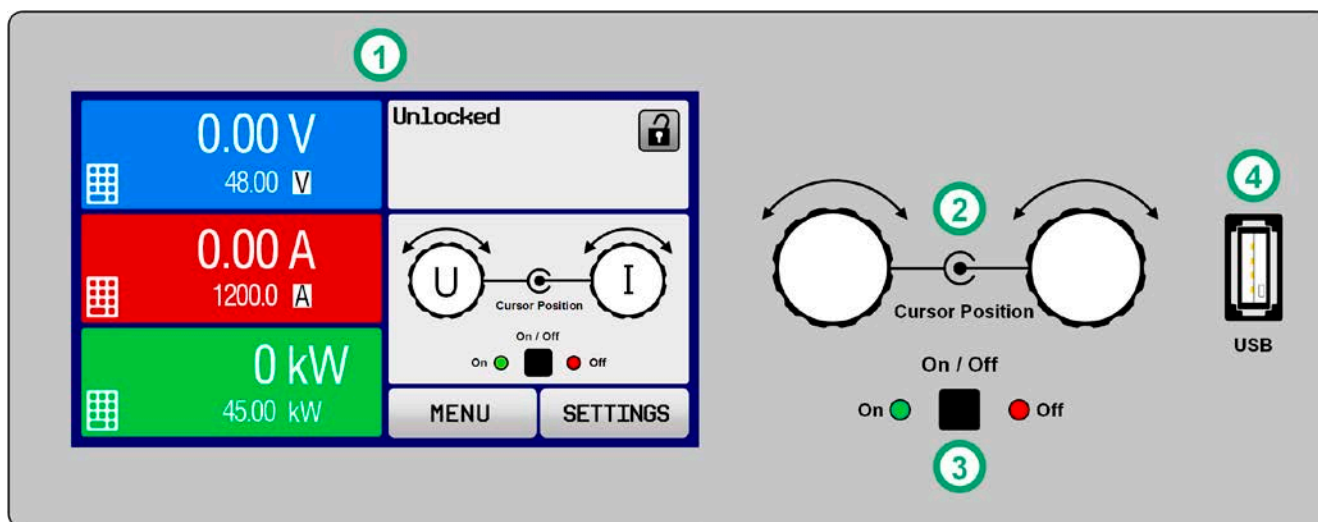 1
0.00 V
48.00 V
0.00 A
1200.0 A
0 kW
45.00 kW
Unlocked
U I
Cursor Position
On / Off
On Off
MENU SETTINGS
2
Cursor Position
On / Off
On Off
3
4
USB